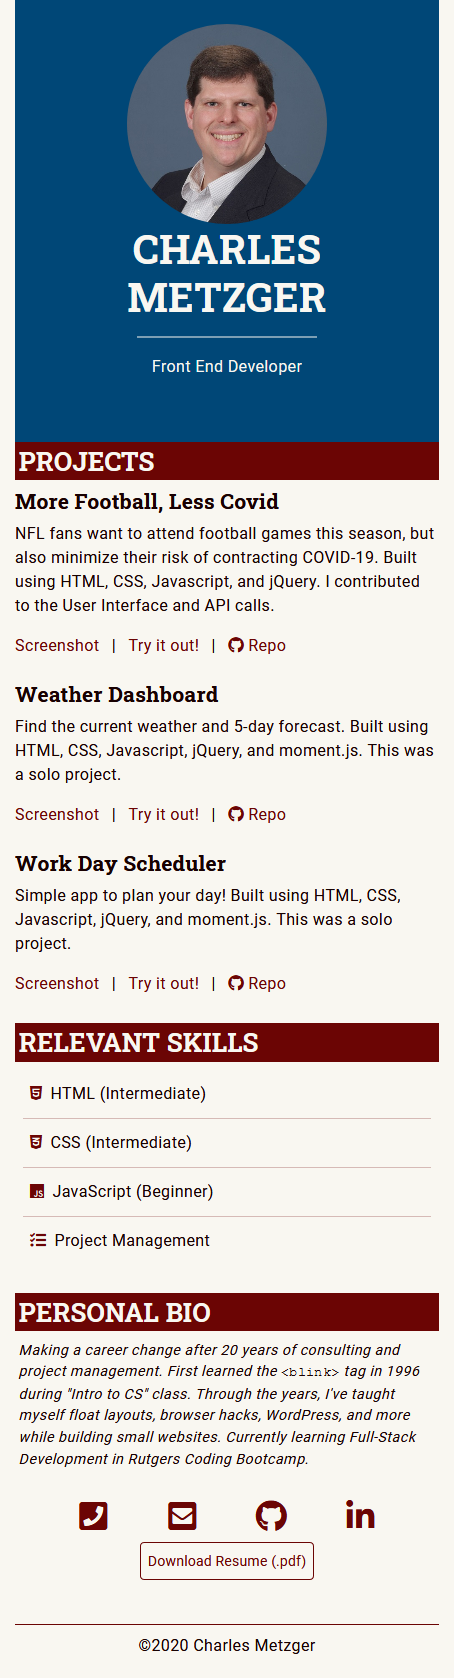 CHARLES
METZGER
Front End Developer
PROJECTS
More Football, Less Covid
NFL fans want to attend football games this season, but
also minimize their risk of contracting COVID-19. Built
using HTML, CSS, Javascript, and jQuery. I contributed
to the User Interface and API calls.
Screenshot | Try it out! | Repo
Weather Dashboard
Find the current weather and 5-day forecast. Built using
HTML, CSS, Javascript, jQuery, and moment.js. This was
a solo project.
Screenshot | Try it out! | Repo
Work Day Scheduler
Simple app to plan your day! Built using HTML, CSS,
Javascript, jQuery, and moment.js. This was a solo
project.
Screenshot | Try it out! | Repo
RELEVANT SKILLS
HTML (Intermediate)
CSS (Intermediate)
JS JavaScript (Beginner)
Project Management
PERSONAL BIO
Making a career change after 20 years of consulting and
project management. First learned the <blink> tag in 1996
during "Intro to CS" class. Through the years, I've taught
myself float layouts, browser hacks, WordPress, and more
while building small websites. Currently learning Full-Stack
Development in Rutgers Coding Bootcamp.
in
Download Resume (.pdf)
©2020 Charles Metzger